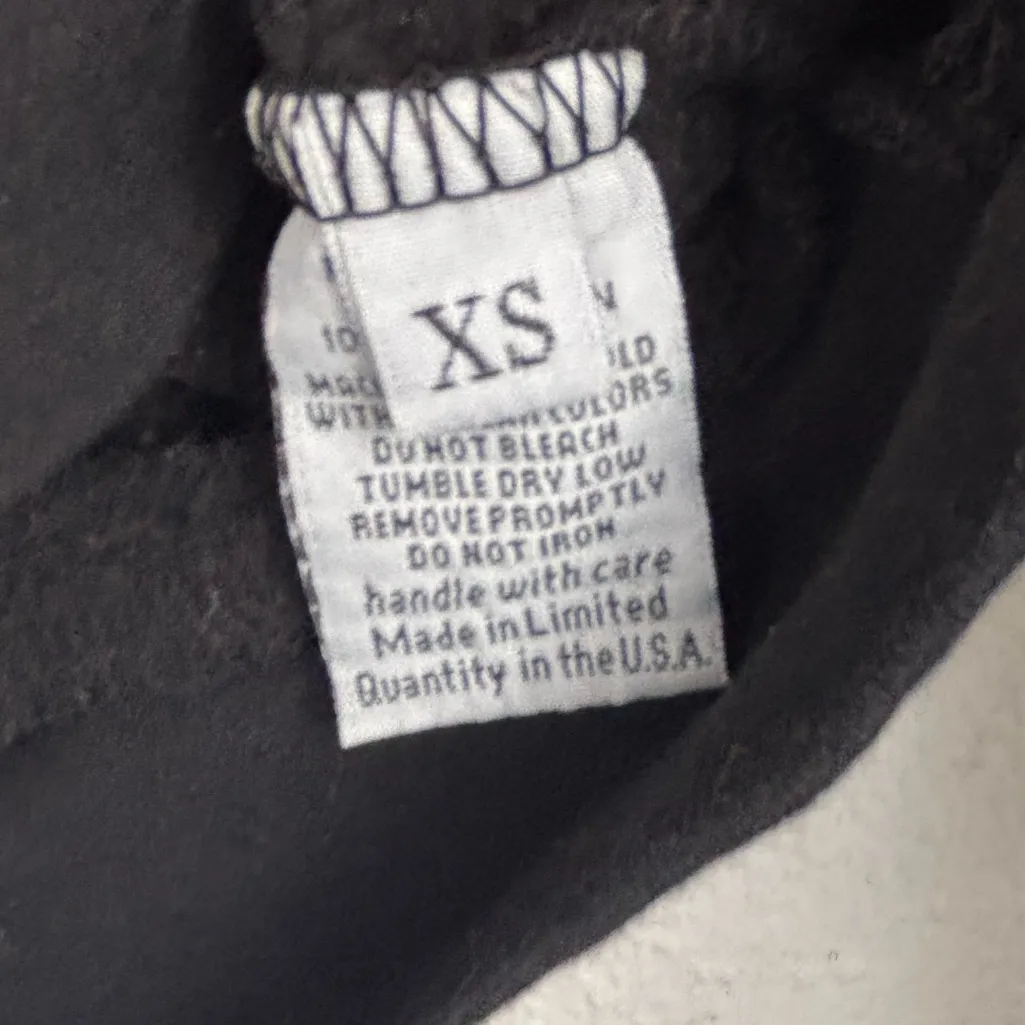 XS
DO NOT BLEACH
TUMBLE DRY LOW
REMOVE PROMPTLY
DO NOT IRON
handle with care
Made in Limited
Quantity in the U.S.A.